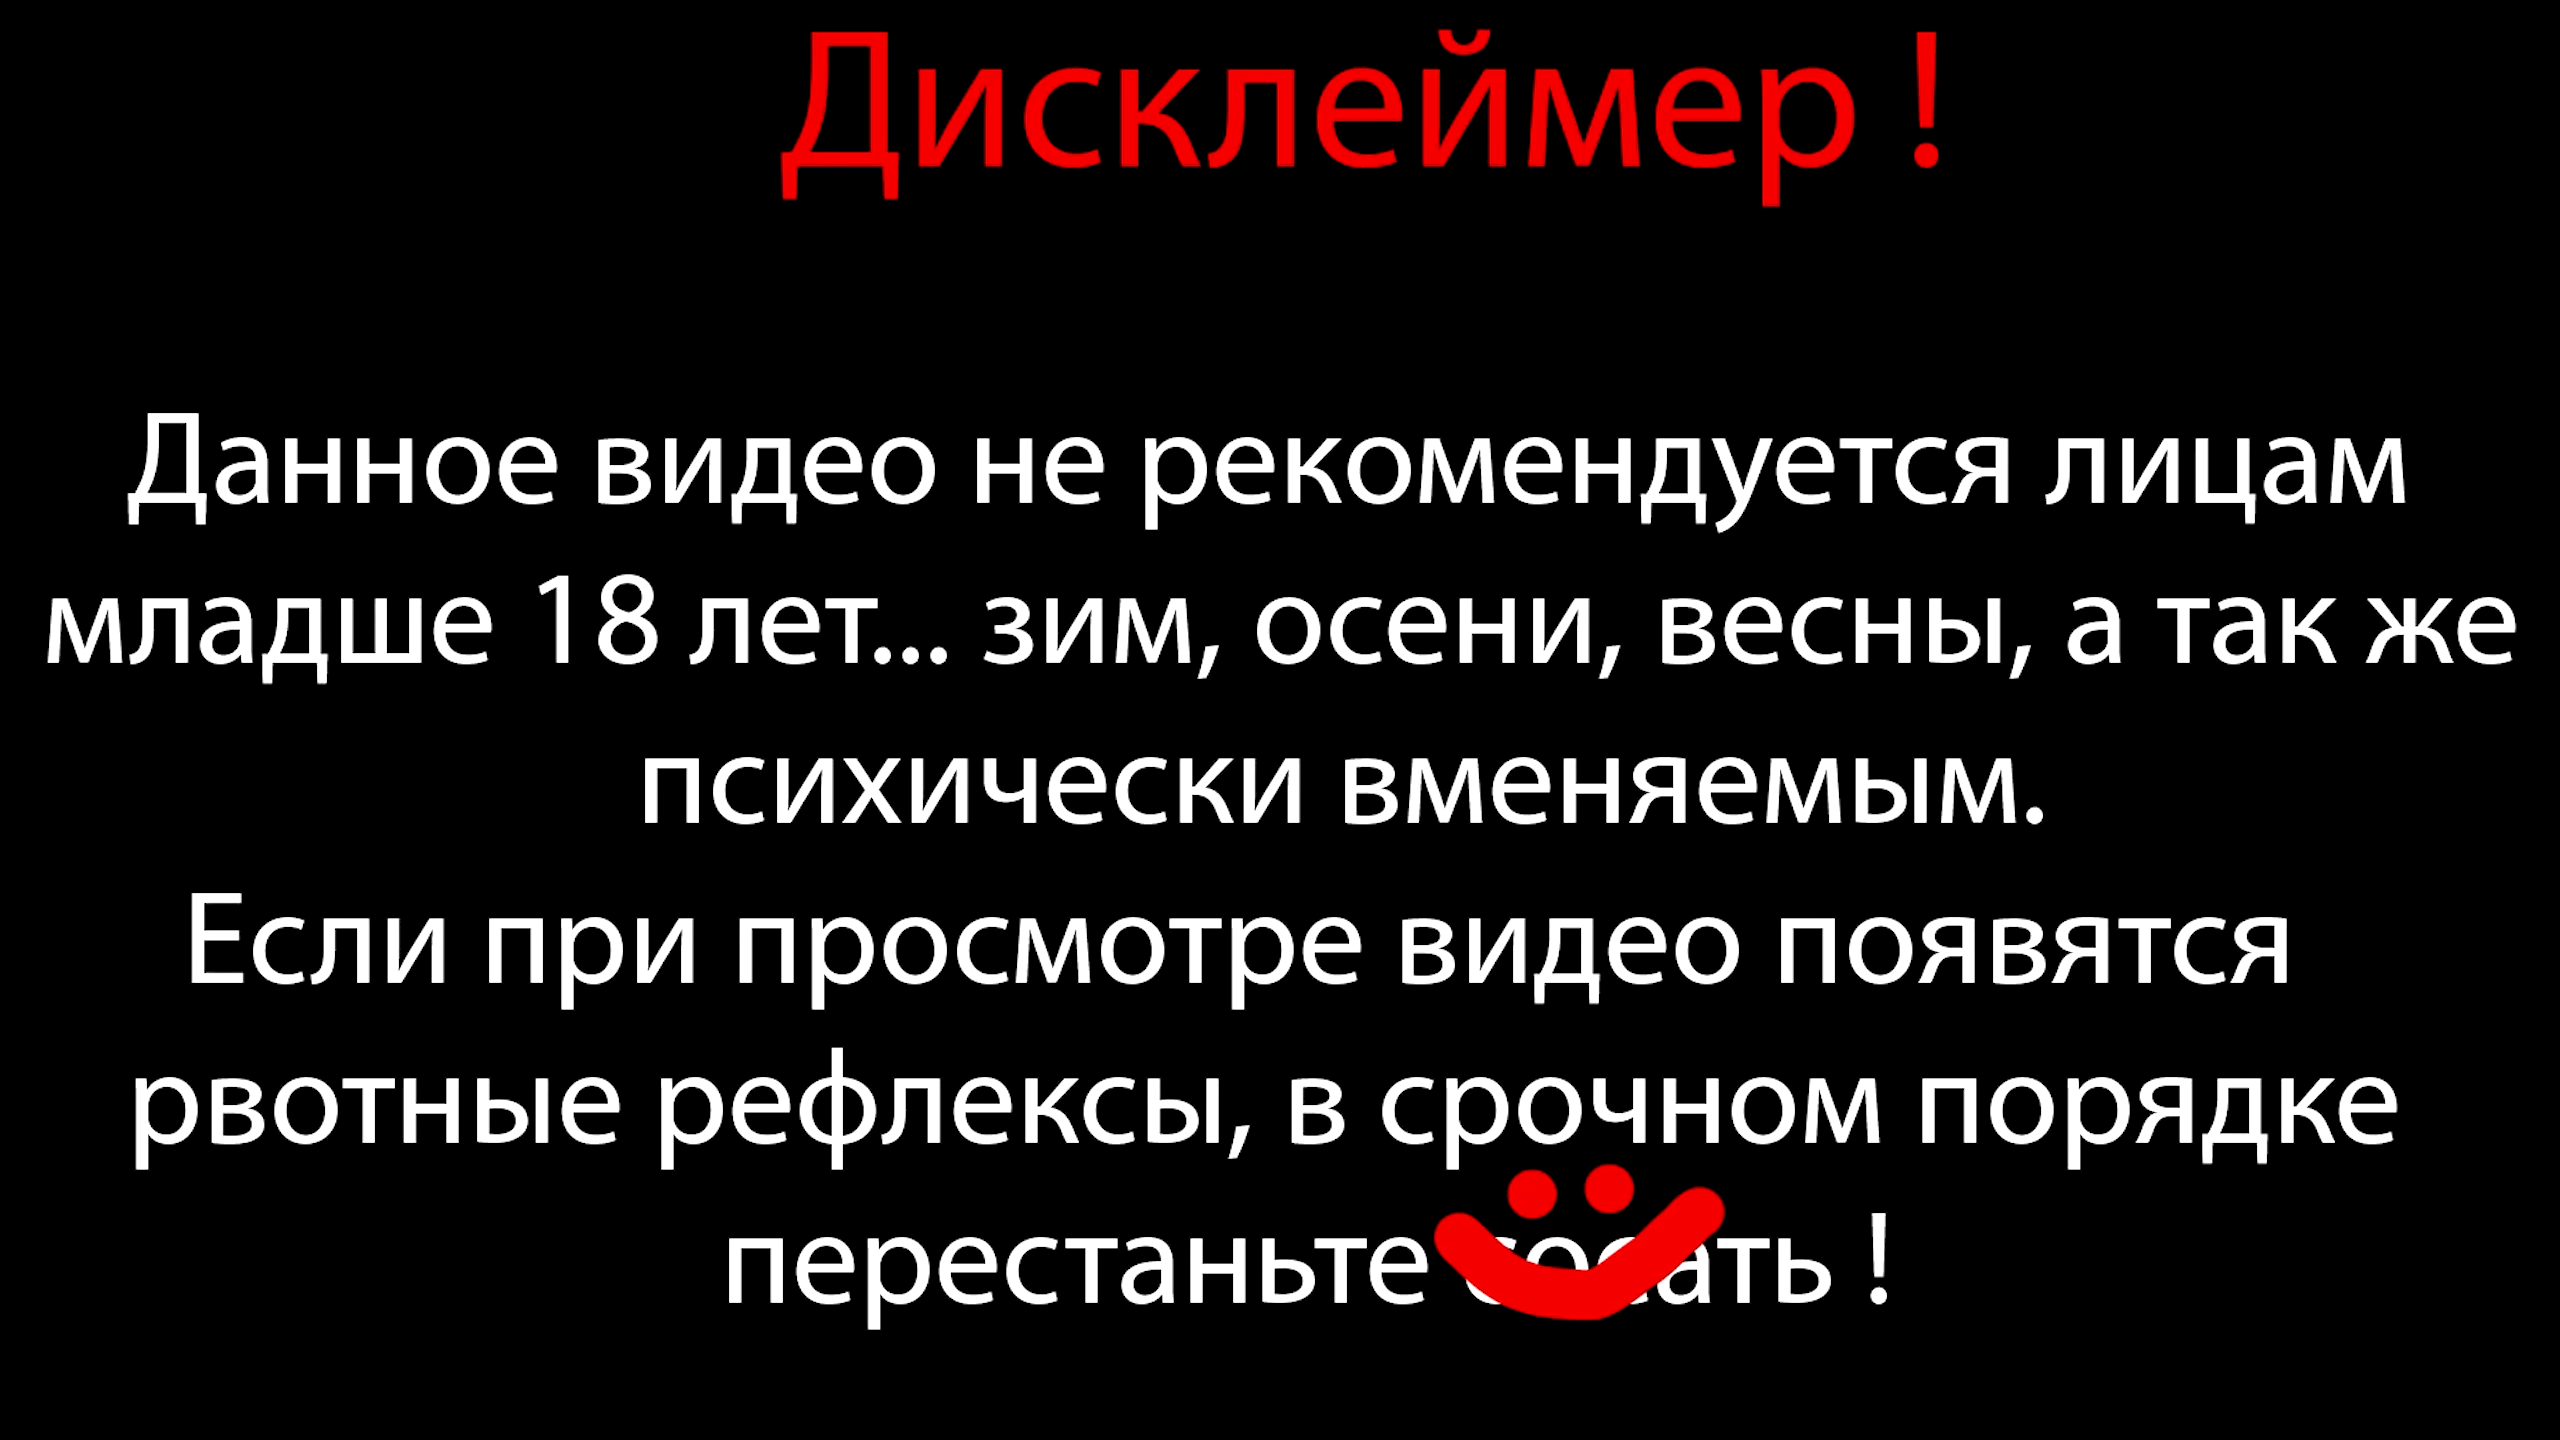 Дисклеймер !
Данное видео не рекомендуется лицам
младше 18 лет... зим, осени, весны, а так же
психически вменяемым.
Если при просмотре видео появятся
рвотные рефлексы, в срочном порядке
перестаньте сосать !